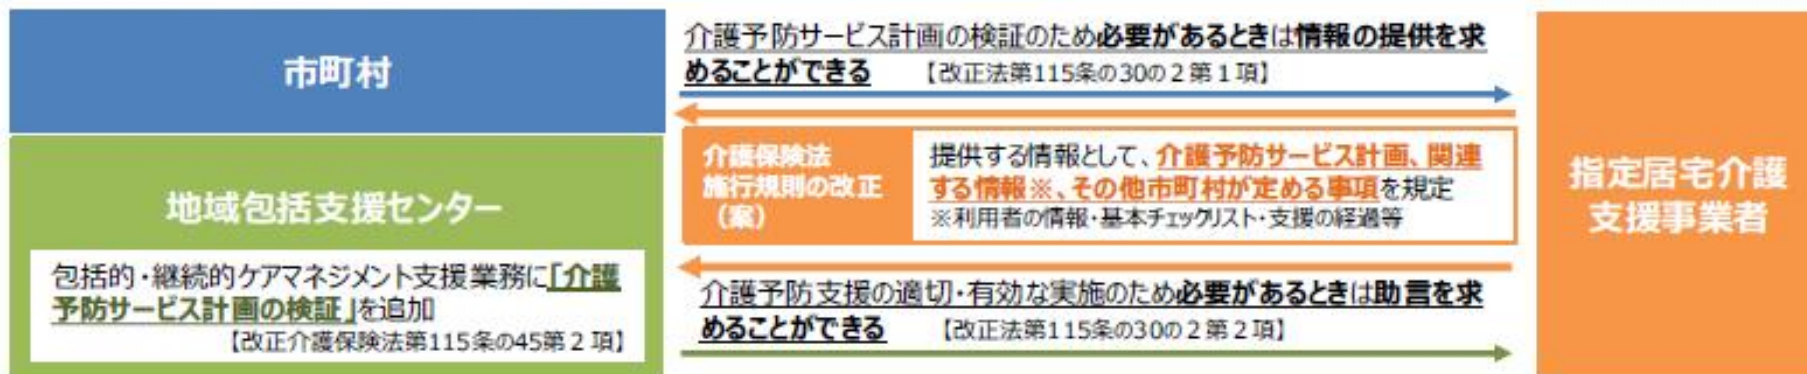 市町村
地域包括支援センター
包括的・継続的ケアマネジメント支援業務に「介護
予防サービス計画の検証」を追加
【改正介護保険法第115条の45第2項】
介護予防サービス計画の検証のため必要があるときは情報の提供を求
めることができる 【改正法第115条の30の2第1項】
介護保険法
施行規則の改正
(案)
提供する情報として、介護予防サービス計画、関連
する情報※、その他市町村が定める事項を規定
※利用者の情報・基本チェックリスト・支援の経過等
介護予防支援の適切・有効な実施のため必要があるときは助言を求
めることができる 【改正法第115条の30の2第2項】
指定居宅介護
支援事業者